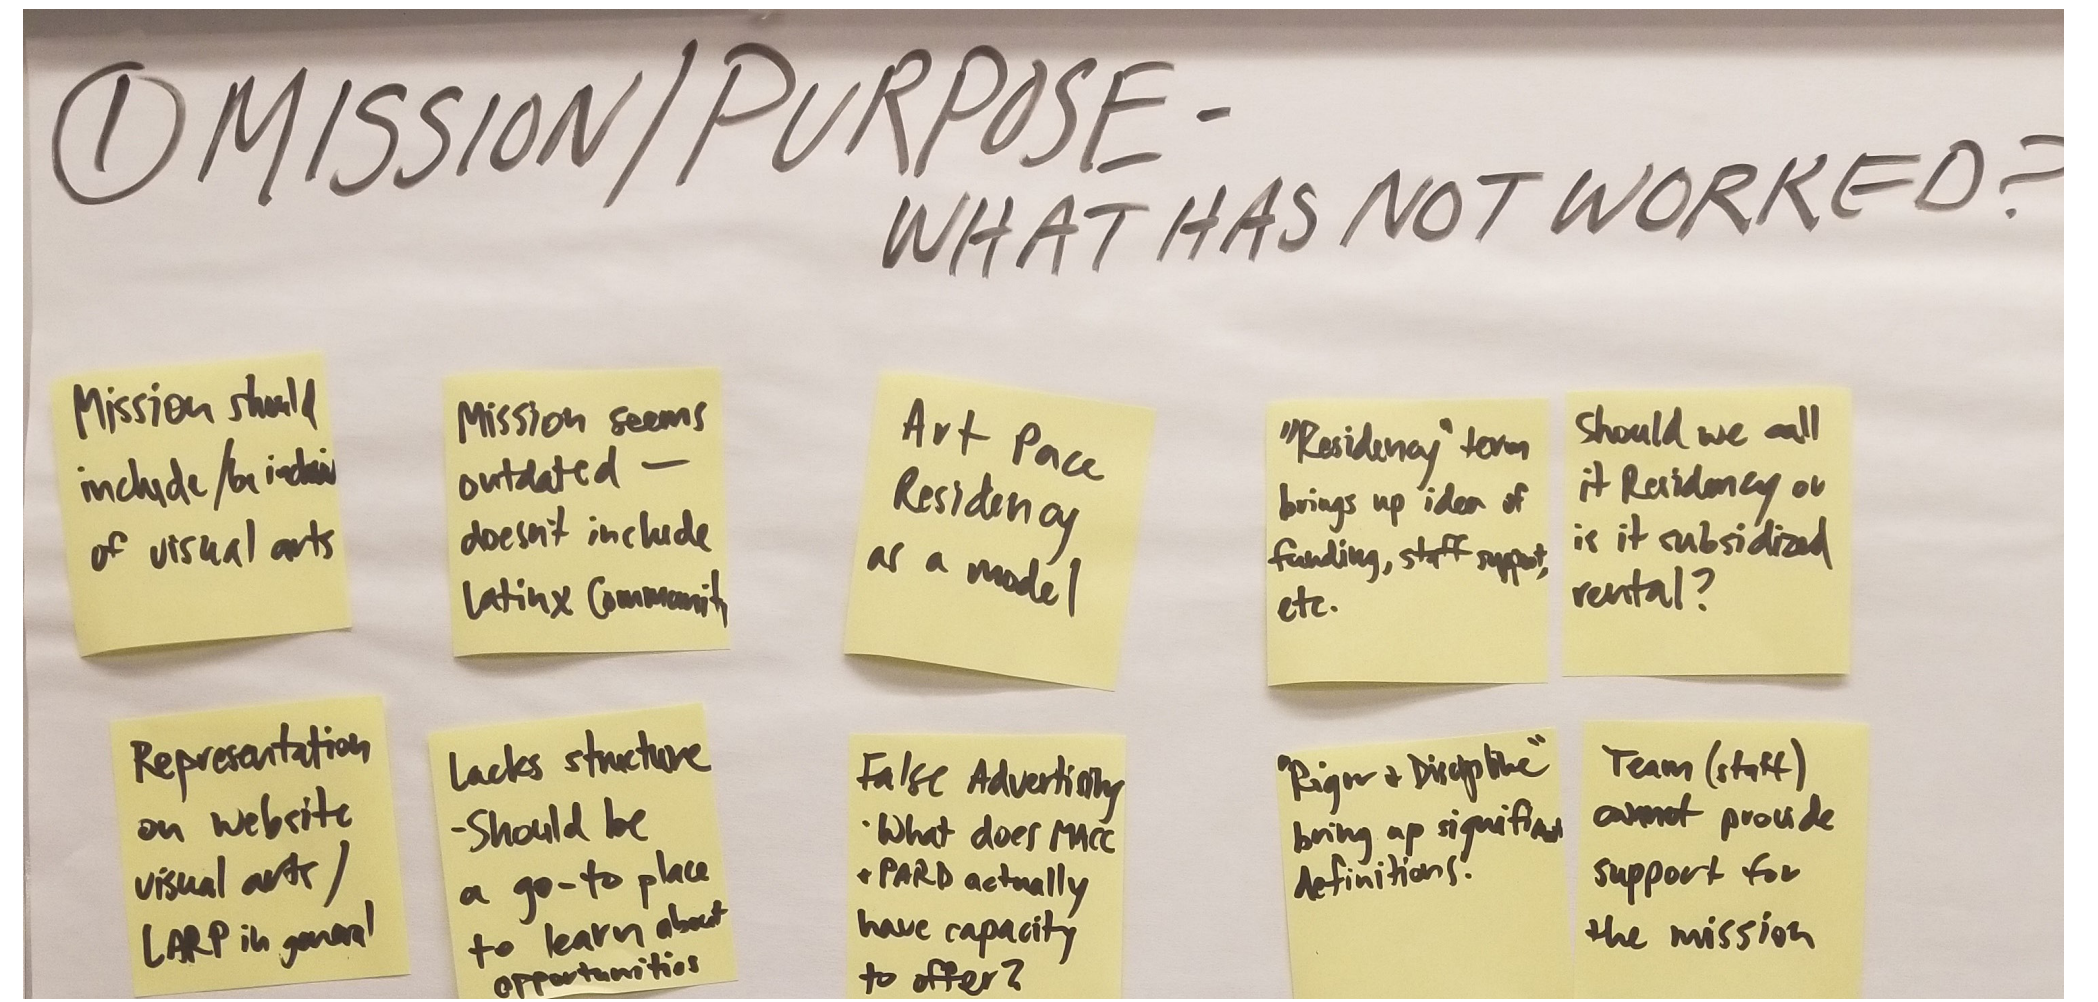 ① MISSION/PURPOSE-
WHAT HAS NOT WORKED?
Mission should
include/be inclusive
of visual arts
Mission seems
outdated —
doesn't include
Latinx Community
Art Pace
Residency
as a model
"Residency" term
brings up idea of
funding, staff support,
etc.
Should we call
it Residency or
is it subsidized
rental?
Representation
on website
visual arts/
LARP in general
Lacks structure
-Should be
a go-to place
to learn about
opportunities
False Advertising
·What does MACC
+ PARD actually
have capacity
to offer?
"Rigor + Discipline"
bring up significant
definitions.
Team (staff)
cannot provide
support for
the mission